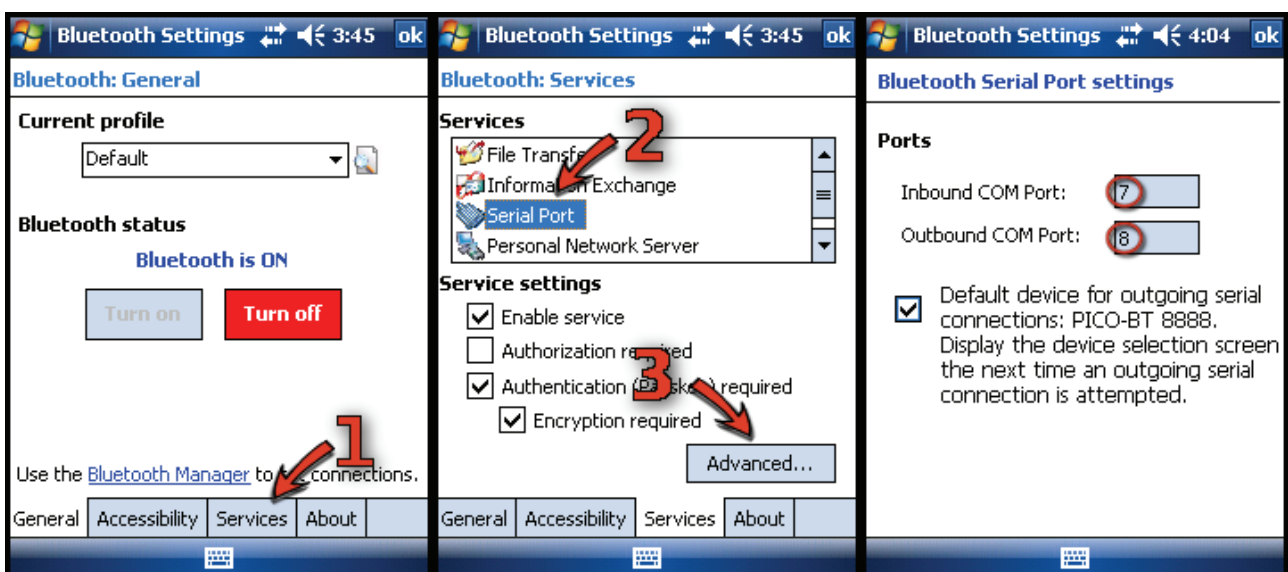 Bluetooth Settings 3:45 ok
Bluetooth: General
Current profile
Default
Bluetooth status
Bluetooth is ON
Turn on Turn off
1
Use the Bluetooth Manager to connections.
General Accessibility Services About
Bluetooth Settings 3:45 ok
Bluetooth: Services
Services
2
File Transfer
Information Exchange
Serial Port
Personal Network Server
Service settings
Enable service
Authorization required
3
Authentication (Passkey) required
Encryption required
Advanced...
General Accessibility Services About
Bluetooth Settings 4:04 ok
Bluetooth Serial Port settings
Ports
Inbound COM Port: 7
Outbound COM Port: 8
Default device for outgoing serial
connections: PICO-BT 8888.
Display the device selection screen
the next time an outgoing serial
connection is attempted.